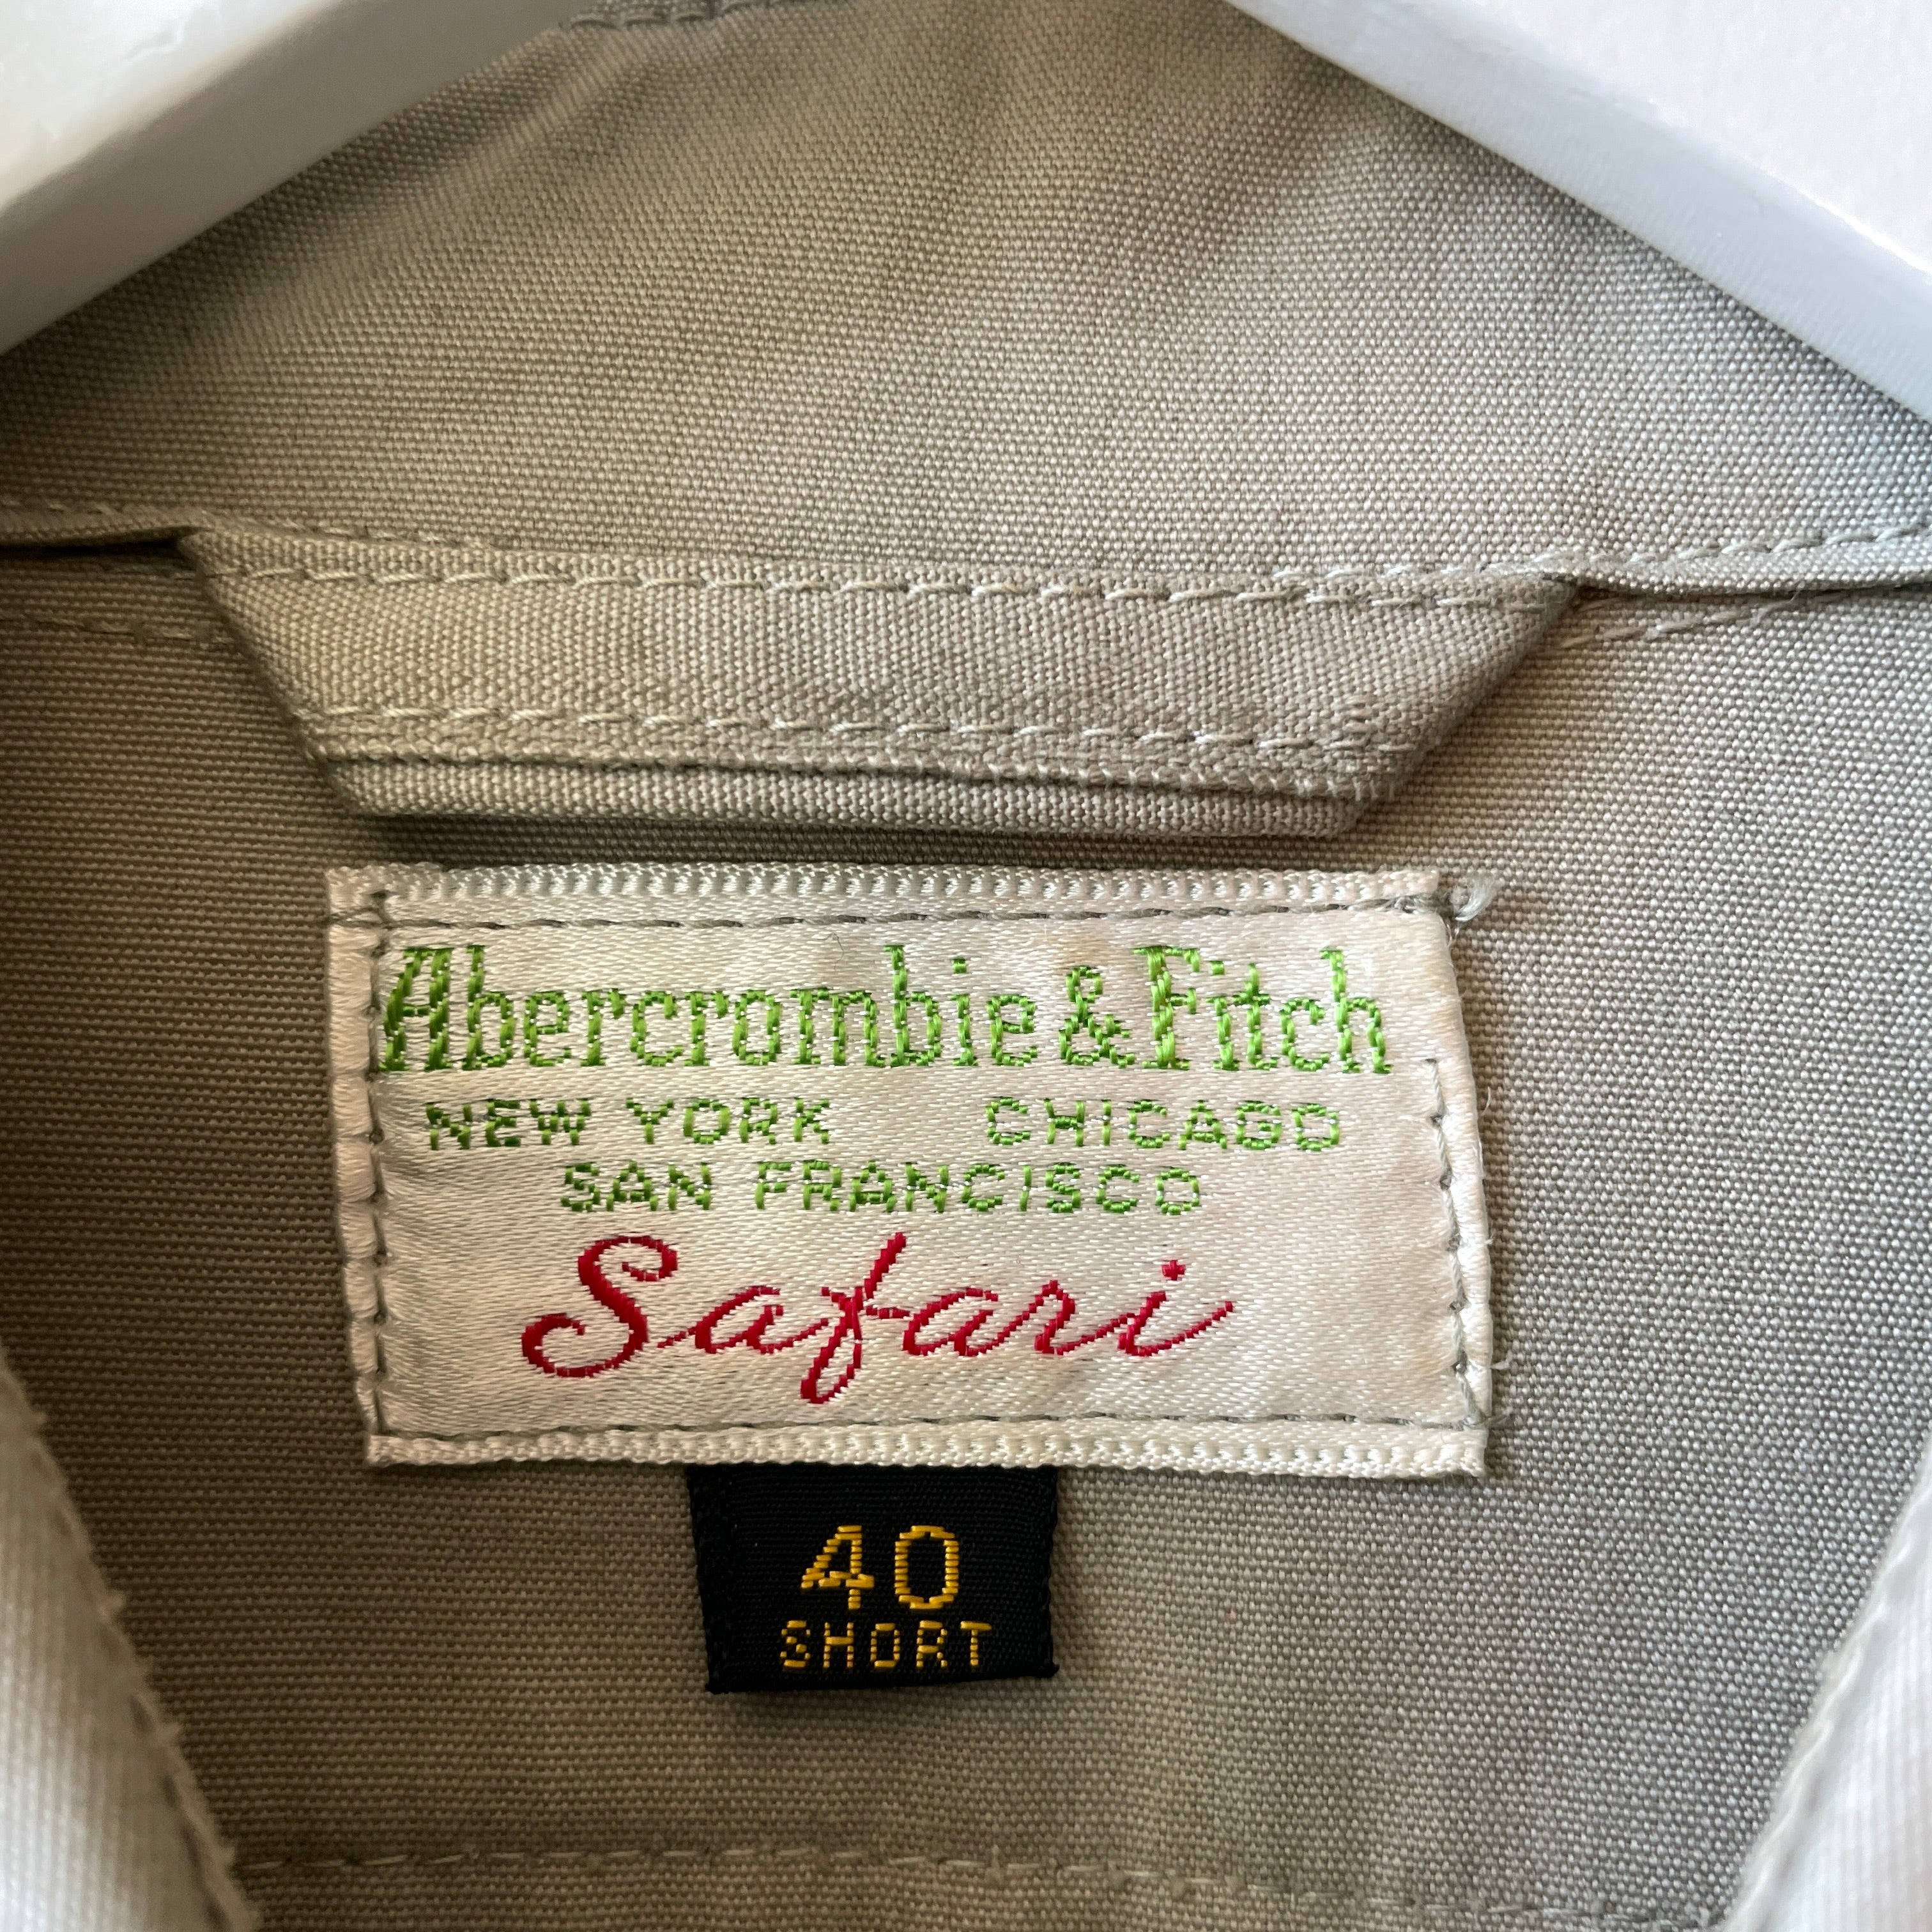 Abercrombie & Fitch
NEW YORK CHICAGO
SAN FRANCISCO
Safari
40
SHORT